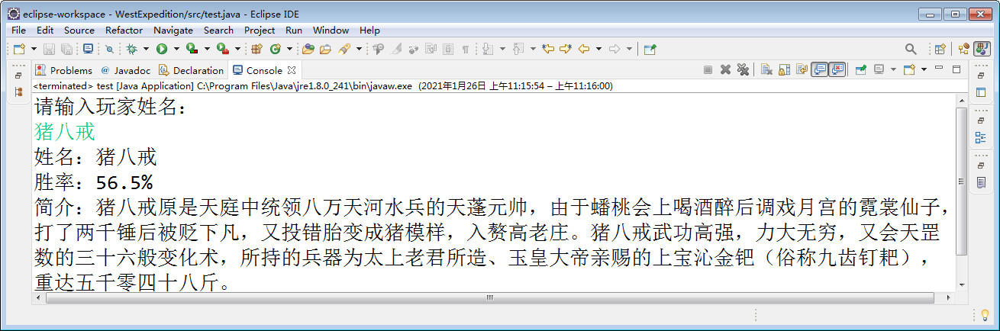 eclipse-workspace - WestExpedition/src/test.java - Eclipse IDE
File Edit Source Refactor Navigate Search Project Run Window Help
Problems @ Javadoc Declaration Console
<terminated> test [Java Application] C:\Program Files\Java\jre1.8.0_241\bin\javaw.exe (2021年1月26日 上午11:15:54 – 上午11:16:00)
请输入玩家姓名：
猪八戒
姓名：猪八戒
胜率：56.5%
简介：猪八戒原是天庭中统领八万天河水兵的天蓬元帅，由于蟠桃会上喝酒醉后调戏月宫的霓裳仙子，
打了两千锤后被贬下凡，又投错胎变成猪模样，入赘高老庄。猪八戒武功高强，力大无穷，又会天罡
数的三十六般变化术，所持的兵器为太上老君所造、玉皇大帝亲赐的上宝沁金钯（俗称九齿钉耙），
重达五千零四十八斤。